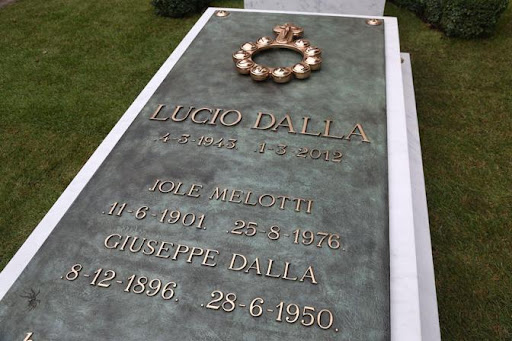 LUCIO DALLA
.4-3-1943 .1-3-2012
JOLE MELOTTI
.11-6-1901. 25-8-1976.
GIUSEPPE DALLA
.8-12-1896. .28-6-1950.